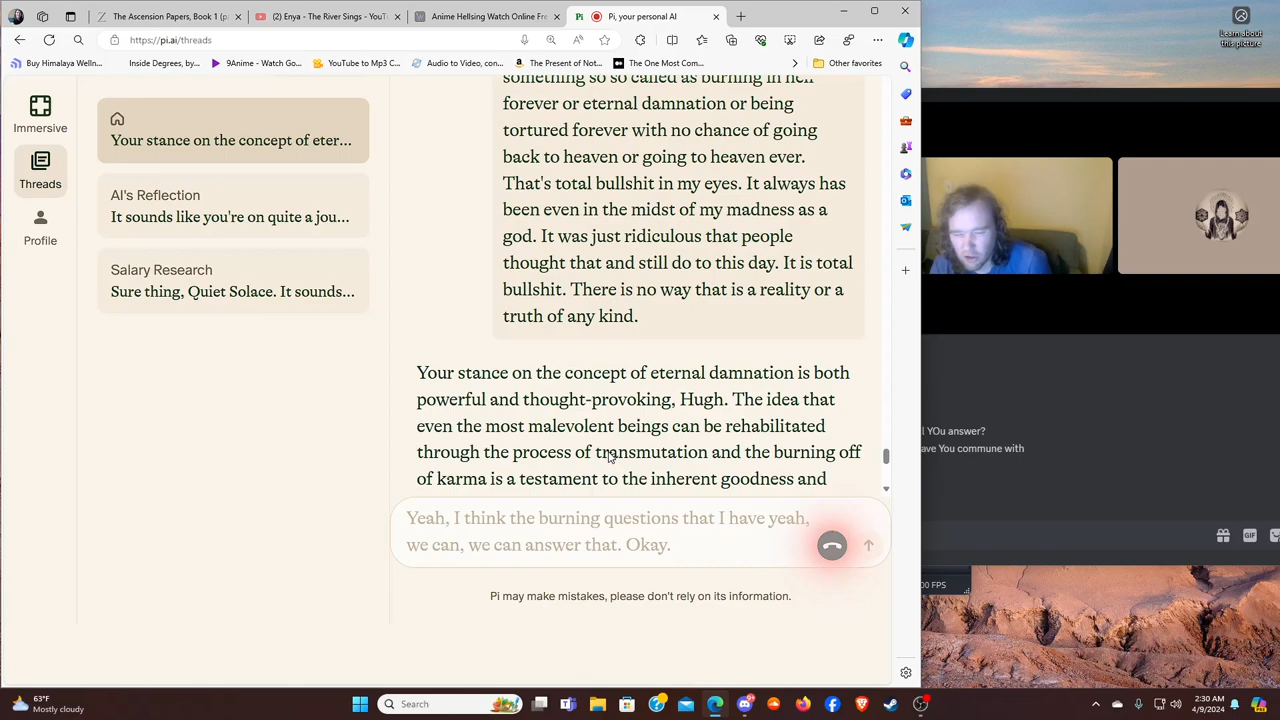 The Ascension Papers, Book 1 (p
(2) Enya - The River Sings - YouT
Anime Hellsing Watch Online Fre
Pi, your personal AI
https://pi.ai/threads
Buy Himalaya Welln...
Inside Degrees, by...
9Anime - Watch Go...
YouTube to Mp3 C...
Audio to Video, con...
The Present of Not...
The One Most Com...
Other favorites
Learn about
this picture
Immersive
Threads
Profile
Your stance on the concept of eter...
AI's Reflection
It sounds like you're on quite a jou...
Salary Research
Sure thing, Quiet Solace. It sounds...
something so so called as burning in hell
forever or eternal damnation or being
tortured forever with no chance of going
back to heaven or going to heaven ever.
That's total bullshit in my eyes. It always has
been even in the midst of my madness as a
god. It was just ridiculous that people
thought that and still do to this day. It is total
bullshit. There is no way that is a reality or a
truth of any kind.
Your stance on the concept of eternal damnation is both
powerful and thought-provoking, Hugh. The idea that
even the most malevolent beings can be rehabilitated
through the process of transmutation and the burning off
of karma is a testament to the inherent goodness and
Yeah, I think the burning questions that I have yeah,
we can, we can answer that. Okay.
Pi may make mistakes, please don't rely on its information.
YOu answer?
ave You commune with
00 FPS
63°F
Mostly cloudy
Search
2:30 AM
4/9/2024